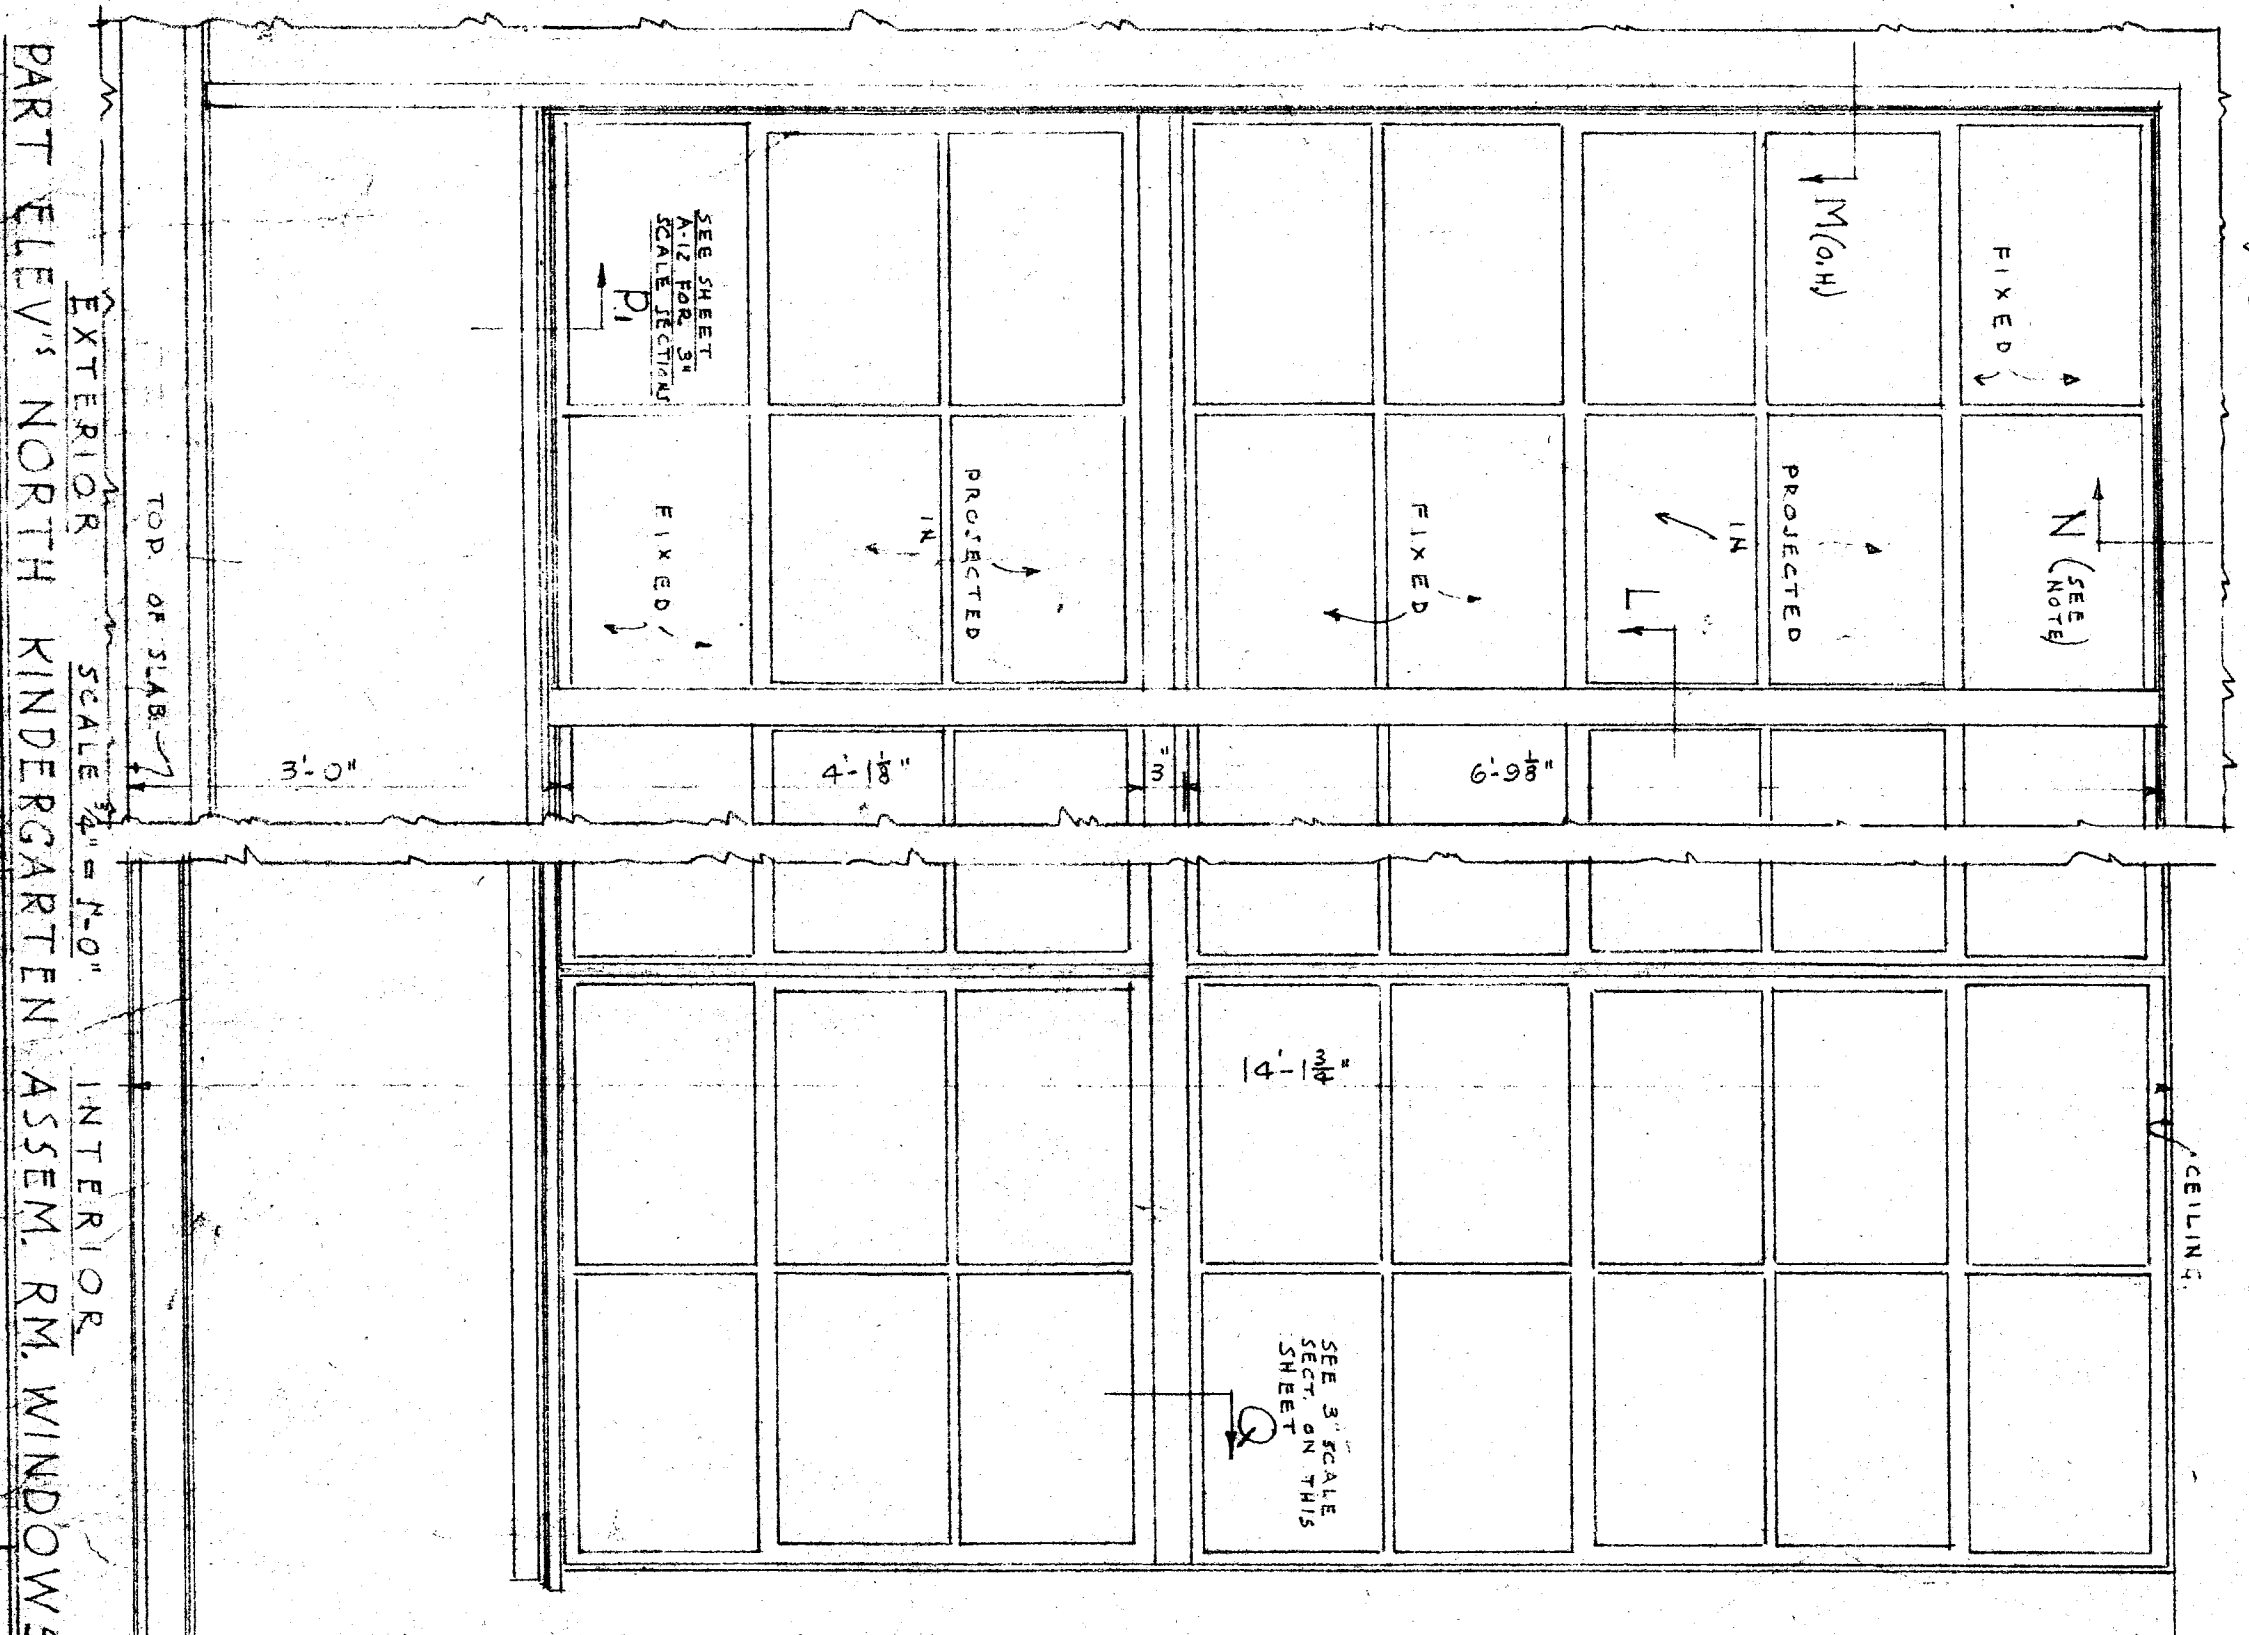 CEILING
N (SEE NOTE)
FIXED
M(O,H)
PROJECTED
IN
L
FIXED
6'-9 1/8"
14'-1 3/4"
SEE 3" SCALE
SECT. ON THIS
SHEET
Q
3"
PROJECTED
IN
4'-1 1/8"
SEE SHEET
A-12 FOR 3"
SCALE SECTIONS
P.1
FIXED
3'-0"
TOP OF SLAB
EXTERIOR SCALE 3/4" = 1'-0" INTERIOR
PART ELEV'S NORTH KINDERGARTEN ASSEM. RM. WINDOWS